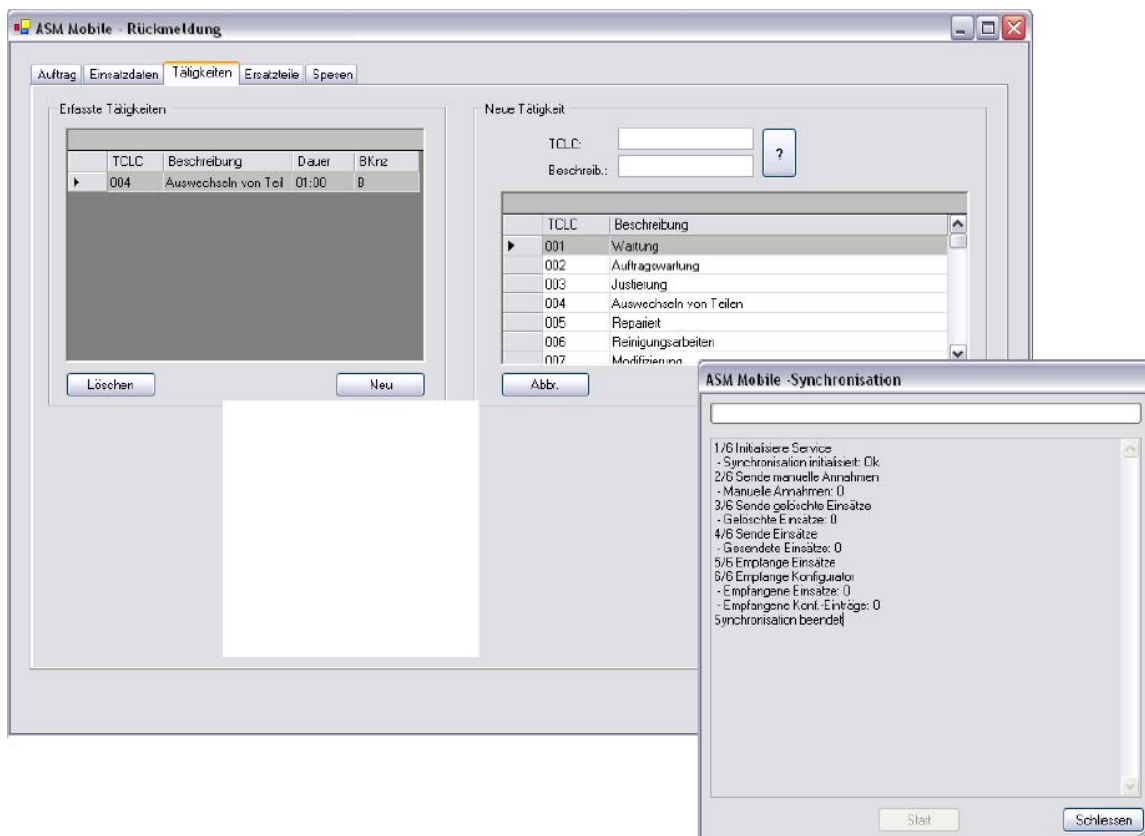 ASM Mobile - Rückmeldung
Auftrag Einsatzdaten Tätigkeiten Ersatzteile Spesen
Erfasste Tätigkeiten
TCLC Beschreibung Dauer BKnz
004 Auswechseln von Teil 01:00 B
Löschen Neu
Neue Tätigkeit
TCLC:
?
Beschreib.:
TCLC Beschreibung
001 Wartung
002 Auftragswartung
003 Justierung
004 Auswechseln von Teilen
005 Repariert
006 Reinigungsarbeiten
007 Modifizierung
Abbr.
ASM Mobile -Synchronisation
1/6 Initialisiere Service
- Synchronisation initialisiert: Ok
2/6 Sende manuelle Annahmen
- Manuelle Annahmen: 0
3/6 Sende gelöschte Einsätze
- Gelöschte Einsätze: 0
4/6 Sende Einsätze
- Gesendete Einsätze: 0
5/6 Empfange Einsätze
6/6 Empfange Konfigurator
- Empfangene Einsätze: 0
- Empfangene Konf.-Einträge: 0
Synchronisation beendet
Start Schliessen